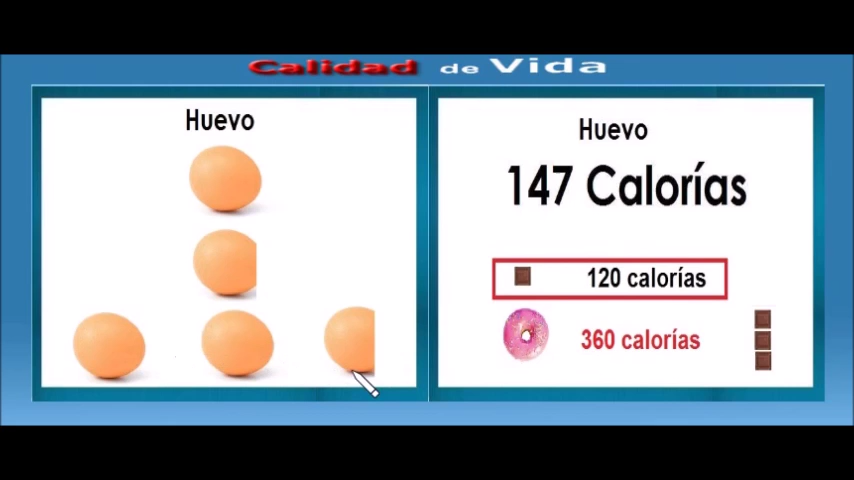 Calidad de Vida
Huevo
Huevo
147 Calorías
120 calorías
360 calorías